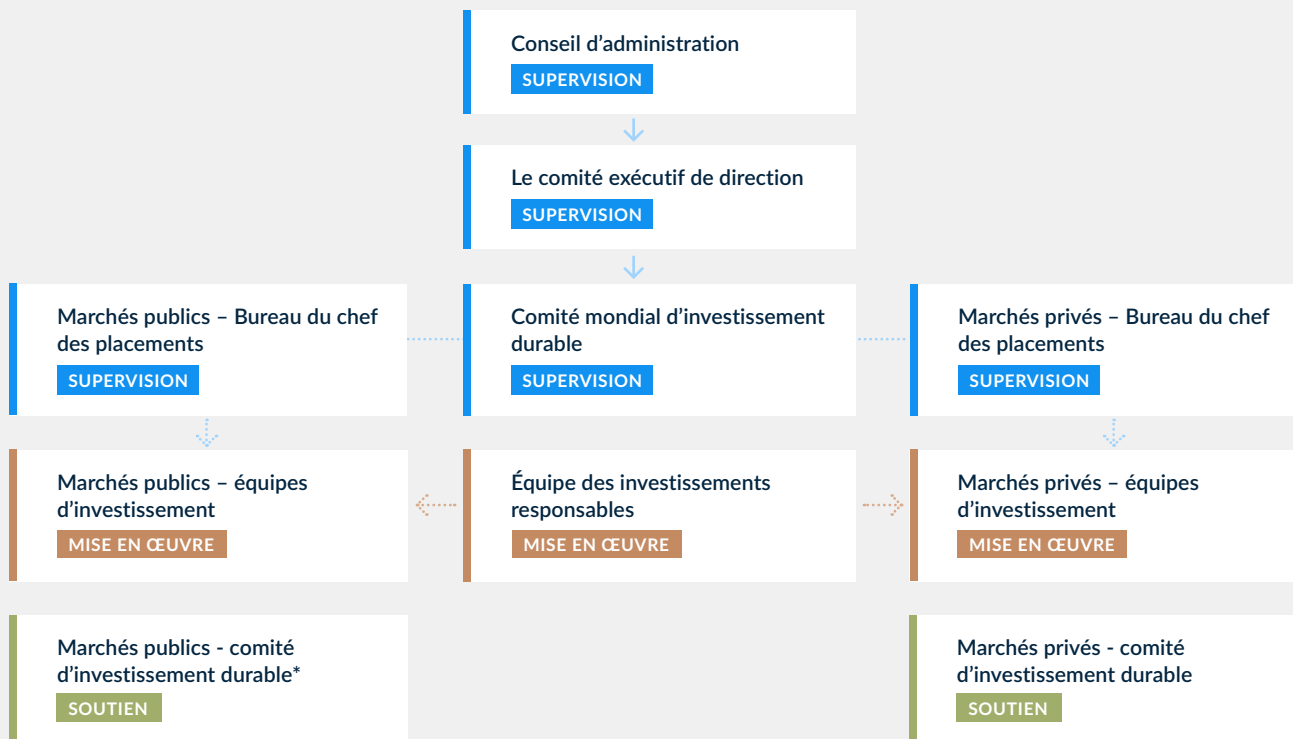 Conseil d’administration
SUPERVISION
Le comité exécutif de direction
SUPERVISION
Marchés publics – Bureau du chef
des placements
SUPERVISION
Comité mondial d’investissement
durable
SUPERVISION
Marchés privés – Bureau du chef
des placements
SUPERVISION
Marchés publics – équipes
d’investissement
MISE EN ŒUVRE
Équipe des investissements
responsables
MISE EN ŒUVRE
Marchés privés – équipes
d’investissement
MISE EN ŒUVRE
Marchés publics - comité
d’investissement durable*
SOUTIEN
Marchés privés - comité
d’investissement durable
SOUTIEN